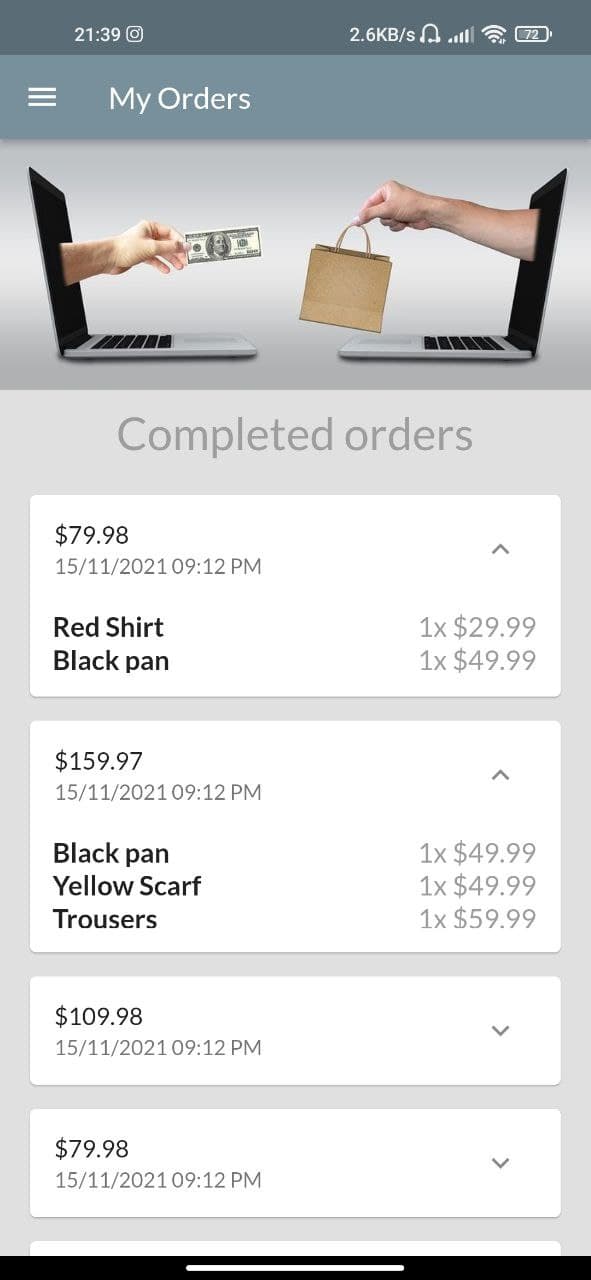 21:39 2.6KB/s 72
My Orders
Completed orders
$79.98
15/11/2021 09:12 PM
Red Shirt 1x $29.99
Black pan 1x $49.99
$159.97
15/11/2021 09:12 PM
Black pan 1x $49.99
Yellow Scarf 1x $49.99
Trousers 1x $59.99
$109.98
15/11/2021 09:12 PM
$79.98
15/11/2021 09:12 PM